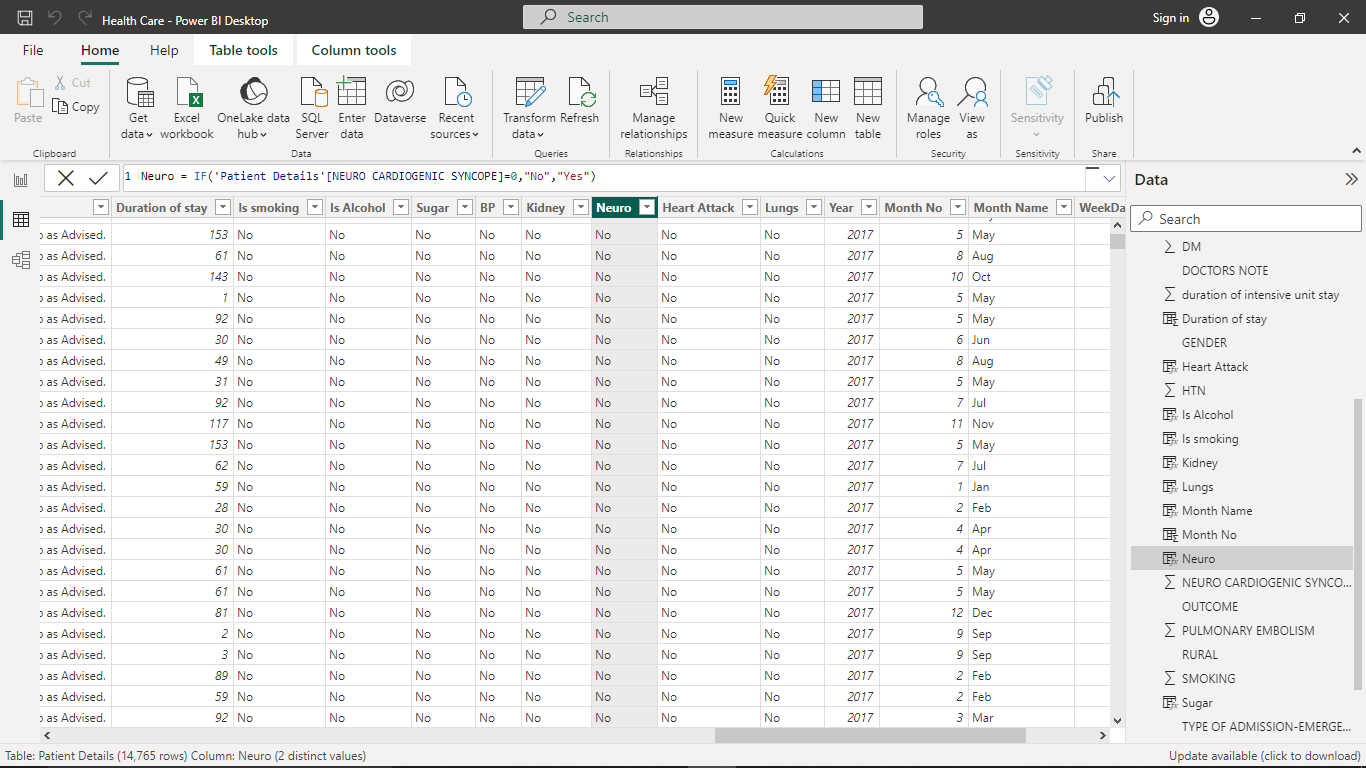 Health Care - Power BI Desktop
Search
Sign in
File Home Help Table tools Column tools
Paste
Cut
Copy
Clipboard
Get data
Excel workbook
OneLake data hub
SQL Server
Enter data
Dataverse
Recent sources
Data
Transform data
Refresh
Queries
Manage relationships
Relationships
New measure
Quick measure
New column
New table
Calculations
Manage roles
View as
Security
Sensitivity
Sensitivity
Publish
Share
1 Neuro = IF('Patient Details'[NEURO CARDIOGENIC SYNCOPE]=0,"No","Yes")
Duration of stay Is smoking Is Alcohol Sugar BP Kidney Neuro Heart Attack Lungs Year Month No Month Name WeekDa
as Advised. 153 No No No No No No No No 2017 5 May
as Advised. 61 No No No No No No No No 2017 8 Aug
as Advised. 143 No No No No No No No No 2017 10 Oct
as Advised. 1 No No No No No No No No 2017 5 May
as Advised. 92 No No No No No No No No 2017 5 May
as Advised. 30 No No No No No No No No 2017 6 Jun
as Advised. 49 No No No No No No No No 2017 8 Aug
as Advised. 31 No No No No No No No No 2017 5 May
as Advised. 92 No No No No No No No No 2017 7 Jul
as Advised. 117 No No No No No No No No 2017 11 Nov
as Advised. 153 No No No No No No No No 2017 5 May
as Advised. 62 No No No No No No No No 2017 7 Jul
as Advised. 59 No No No No No No No No 2017 1 Jan
as Advised. 28 No No No No No No No No 2017 2 Feb
as Advised. 30 No No No No No No No No 2017 4 Apr
as Advised. 30 No No No No No No No No 2017 4 Apr
as Advised. 61 No No No No No No No No 2017 5 May
as Advised. 61 No No No No No No No No 2017 5 May
as Advised. 81 No No No No No No No No 2017 12 Dec
as Advised. 2 No No No No No No No No 2017 9 Sep
as Advised. 3 No No No No No No No No 2017 9 Sep
as Advised. 89 No No No No No No No No 2017 2 Feb
as Advised. 59 No No No No No No No No 2017 2 Feb
as Advised. 92 No No No No No No No No 2017 3 Mar
Data
Search
DM
DOCTORS NOTE
duration of intensive unit stay
Duration of stay
GENDER
Heart Attack
HTN
Is Alcohol
Is smoking
Kidney
Lungs
Month Name
Month No
Neuro
NEURO CARDIOGENIC SYNCO...
OUTCOME
PULMONARY EMBOLISM
RURAL
SMOKING
Sugar
TYPE OF ADMISSION-EMERGE...
Table: Patient Details (14,765 rows) Column: Neuro (2 distinct values)
Update available (click to download)